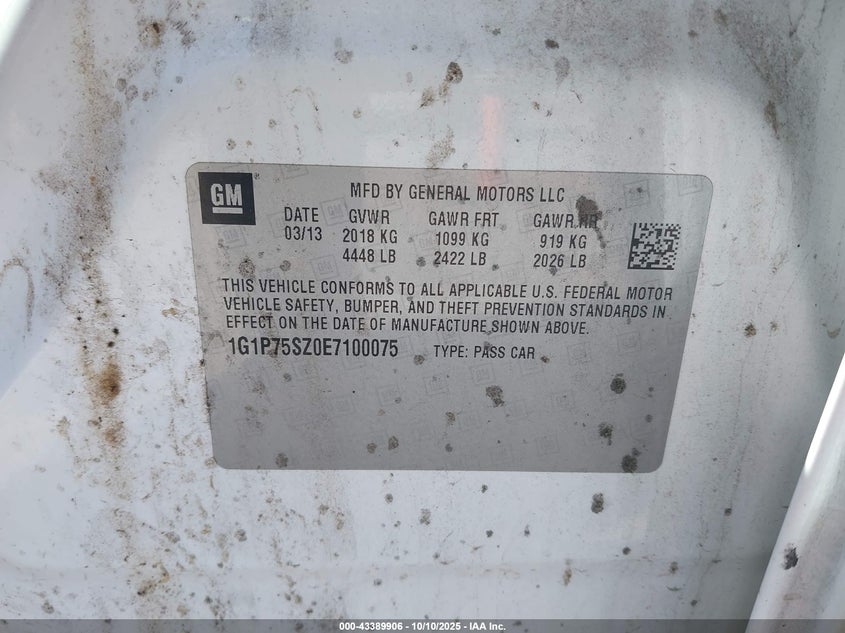 GM
MFD BY GENERAL MOTORS LLC
DATE GVWR GAWR FRT GAWR RR
03/13 2018 KG 1099 KG 919 KG
4448 LB 2422 LB 2026 LB
THIS VEHICLE CONFORMS TO ALL APPLICABLE U.S. FEDERAL MOTOR
VEHICLE SAFETY, BUMPER, AND THEFT PREVENTION STANDARDS IN
EFFECT ON THE DATE OF MANUFACTURE SHOWN ABOVE.
1G1P75SZ0E7100075 TYPE: PASS CAR
000-43389906 - 10/10/2025 - IAA Inc.